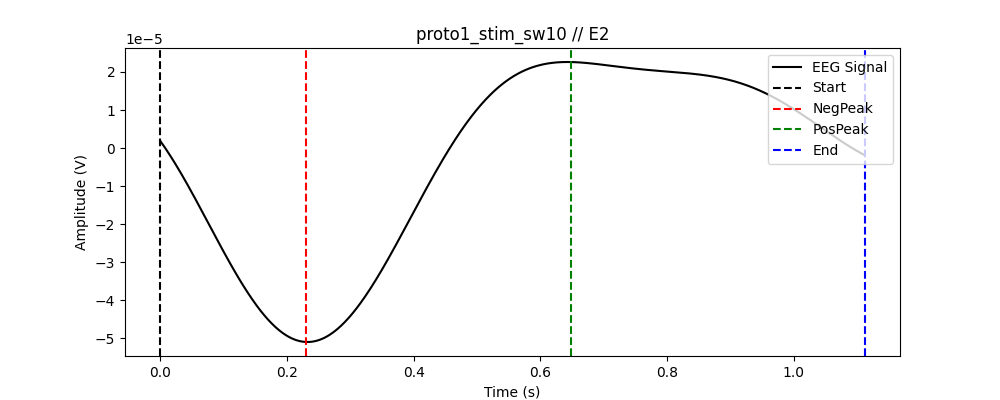 proto1_stim_sw10 // E2
1e−5
2
1
0
−1
−2
−3
−4
−5
Amplitude (V)
EEG Signal
Start
NegPeak
PosPeak
End
0.0 0.2 0.4 0.6 0.8 1.0
Time (s)